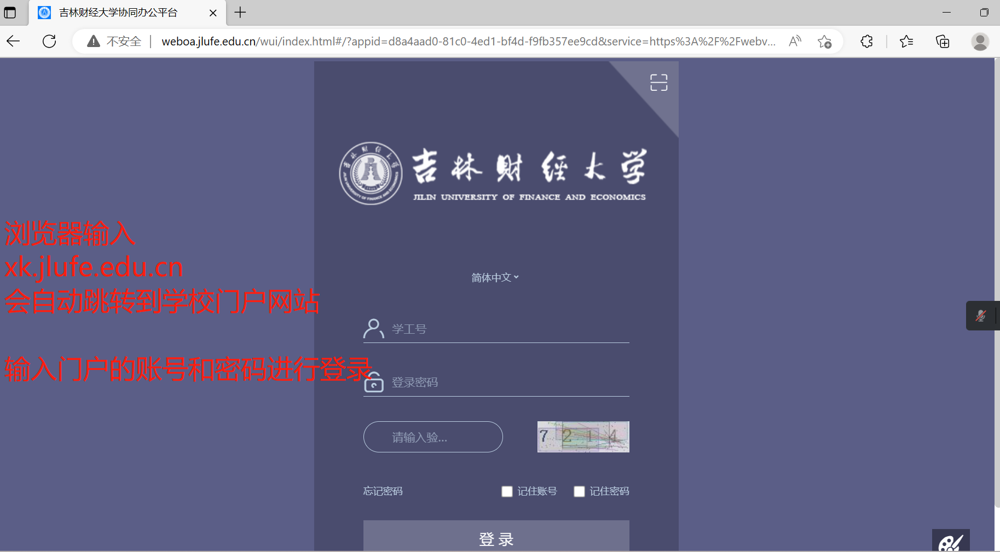 吉林财经大学协同办公平台
不安全
weboa.jlufe.edu.cn/wui/index.html#/?appid=d8a4aad0-81c0-4ed1-bf4d-f9fb357ee9cd&service=https%3A%2F%2Fwebv...
吉林财经大学
JILIN UNIVERSITY OF FINANCE AND ECONOMICS
浏览器输入
xk.jlufe.edu.cn
会自动跳转到学校门户网站
简体中文
学工号
输入门户的账号和密码进行登录
登录密码
请输入验...
7214
忘记密码
记住账号
记住密码
登录